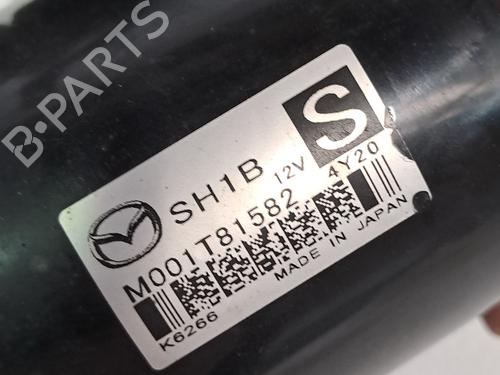 B-PARTS
SH1B 12V S
M001T81582 4Y20
K6266 MADE IN JAPAN